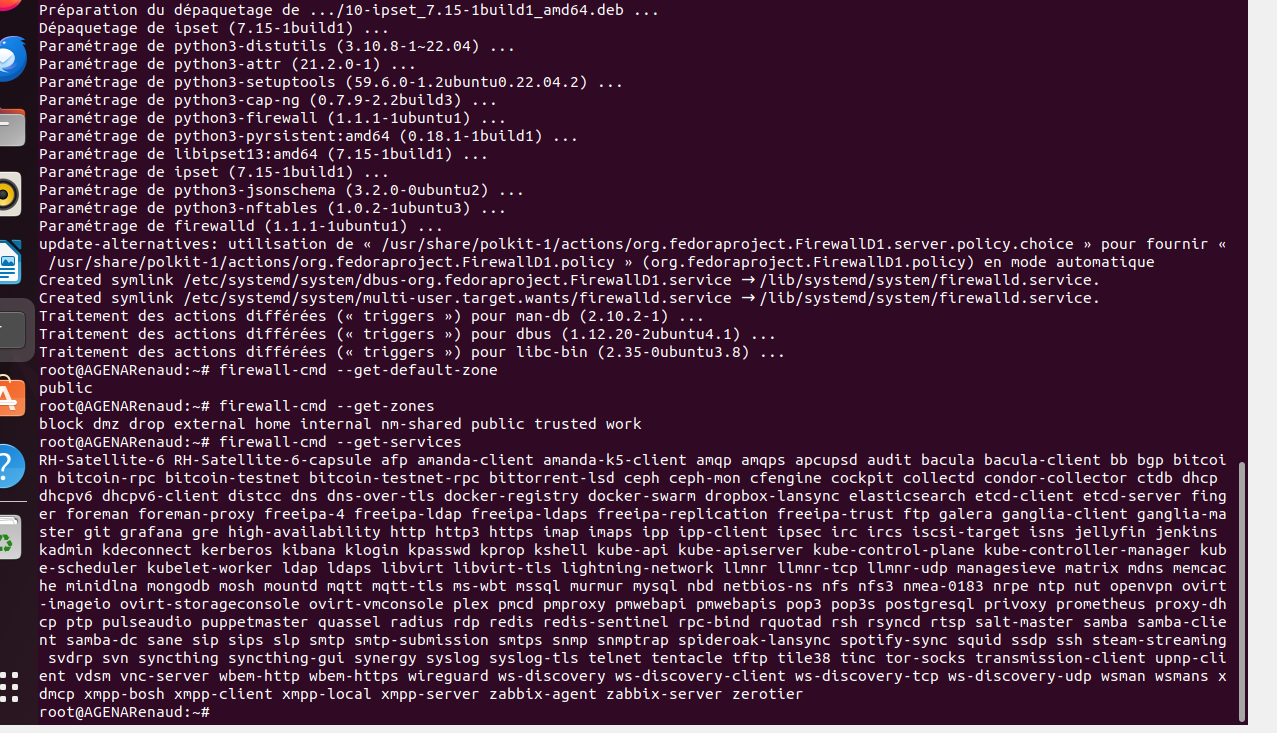 Préparation du dépaquetage de .../10-ipset_7.15-1build1_amd64.deb ...
Dépaquetage de ipset (7.15-1build1) ...
Paramétrage de python3-distutils (3.10.8-1~22.04) ...
Paramétrage de python3-attr (21.2.0-1) ...
Paramétrage de python3-setuptools (59.6.0-1.2ubuntu0.22.04.2) ...
Paramétrage de python3-cap-ng (0.7.9-2.2build3) ...
Paramétrage de python3-firewall (1.1.1-1ubuntu1) ...
Paramétrage de python3-pyrsistent:amd64 (0.18.1-1build1) ...
Paramétrage de libipset13:amd64 (7.15-1build1) ...
Paramétrage de ipset (7.15-1build1) ...
Paramétrage de python3-jsonschema (3.2.0-0ubuntu2) ...
Paramétrage de python3-nftables (1.0.2-1ubuntu3) ...
Paramétrage de firewalld (1.1.1-1ubuntu1) ...
update-alternatives: utilisation de « /usr/share/polkit-1/actions/org.fedoraproject.FirewallD1.server.policy.choice » pour fournir «
 /usr/share/polkit-1/actions/org.fedoraproject.FirewallD1.policy » (org.fedoraproject.FirewallD1.policy) en mode automatique
Created symlink /etc/systemd/system/dbus-org.fedoraproject.FirewallD1.service → /lib/systemd/system/firewalld.service.
Created symlink /etc/systemd/system/multi-user.target.wants/firewalld.service → /lib/systemd/system/firewalld.service.
Traitement des actions différées (« triggers ») pour man-db (2.10.2-1) ...
Traitement des actions différées (« triggers ») pour dbus (1.12.20-2ubuntu4.1) ...
Traitement des actions différées (« triggers ») pour libc-bin (2.35-0ubuntu3.8) ...
root@AGENARenaud:~# firewall-cmd --get-default-zone
public
root@AGENARenaud:~# firewall-cmd --get-zones
block dmz drop external home internal nm-shared public trusted work
root@AGENARenaud:~# firewall-cmd --get-services
RH-Satellite-6 RH-Satellite-6-capsule afp amanda-client amanda-k5-client amqp amqps apcupsd audit bacula bacula-client bb bgp bitcoi
n bitcoin-rpc bitcoin-testnet bitcoin-testnet-rpc bittorrent-lsd ceph ceph-mon cfengine cockpit collectd condor-collector ctdb dhcp
dhcpv6 dhcpv6-client distcc dns dns-over-tls docker-registry docker-swarm dropbox-lansync elasticsearch etcd-client etcd-server fing
er foreman foreman-proxy freeipa-4 freeipa-ldap freeipa-ldaps freeipa-replication freeipa-trust ftp galera ganglia-client ganglia-ma
ster git grafana gre high-availability http http3 https imap imaps ipp ipp-client ipsec irc ircs iscsi-target isns jellyfin jenkins
kadmin kdeconnect kerberos kibana klogin kpasswd kprop kshell kube-api kube-apiserver kube-control-plane kube-controller-manager kub
e-scheduler kubelet-worker ldap ldaps libvirt libvirt-tls lightning-network llmnr llmnr-tcp llmnr-udp managesieve matrix mdns memcac
he minidlna mongodb mosh mountd mqtt mqtt-tls ms-wbt mssql murmur mysql nbd netbios-ns nfs nfs3 nmea-0183 nrpe ntp nut openvpn ovirt
-imageio ovirt-storageconsole ovirt-vmconsole plex pmcd pmproxy pmwebapi pmwebapis pop3 pop3s postgresql privoxy prometheus proxy-dh
cp ptp pulseaudio puppetmaster quassel radius rdp redis redis-sentinel rpc-bind rquotad rsh rsyncd rtsp salt-master samba samba-clie
nt samba-dc sane sip sips slp smtp smtp-submission smtps snmp snmptrap spideroak-lansync spotify-sync squid ssdp ssh steam-streaming
 svdrp svn syncthing syncthing-gui synergy syslog syslog-tls telnet tentacle tftp tile38 tinc tor-socks transmission-client upnp-cli
ent vdsm vnc-server wbem-http wbem-https wireguard ws-discovery ws-discovery-client ws-discovery-tcp ws-discovery-udp wsman wsmans x
dmcp xmpp-bosh xmpp-client xmpp-local xmpp-server zabbix-agent zabbix-server zerotier
root@AGENARenaud:~#